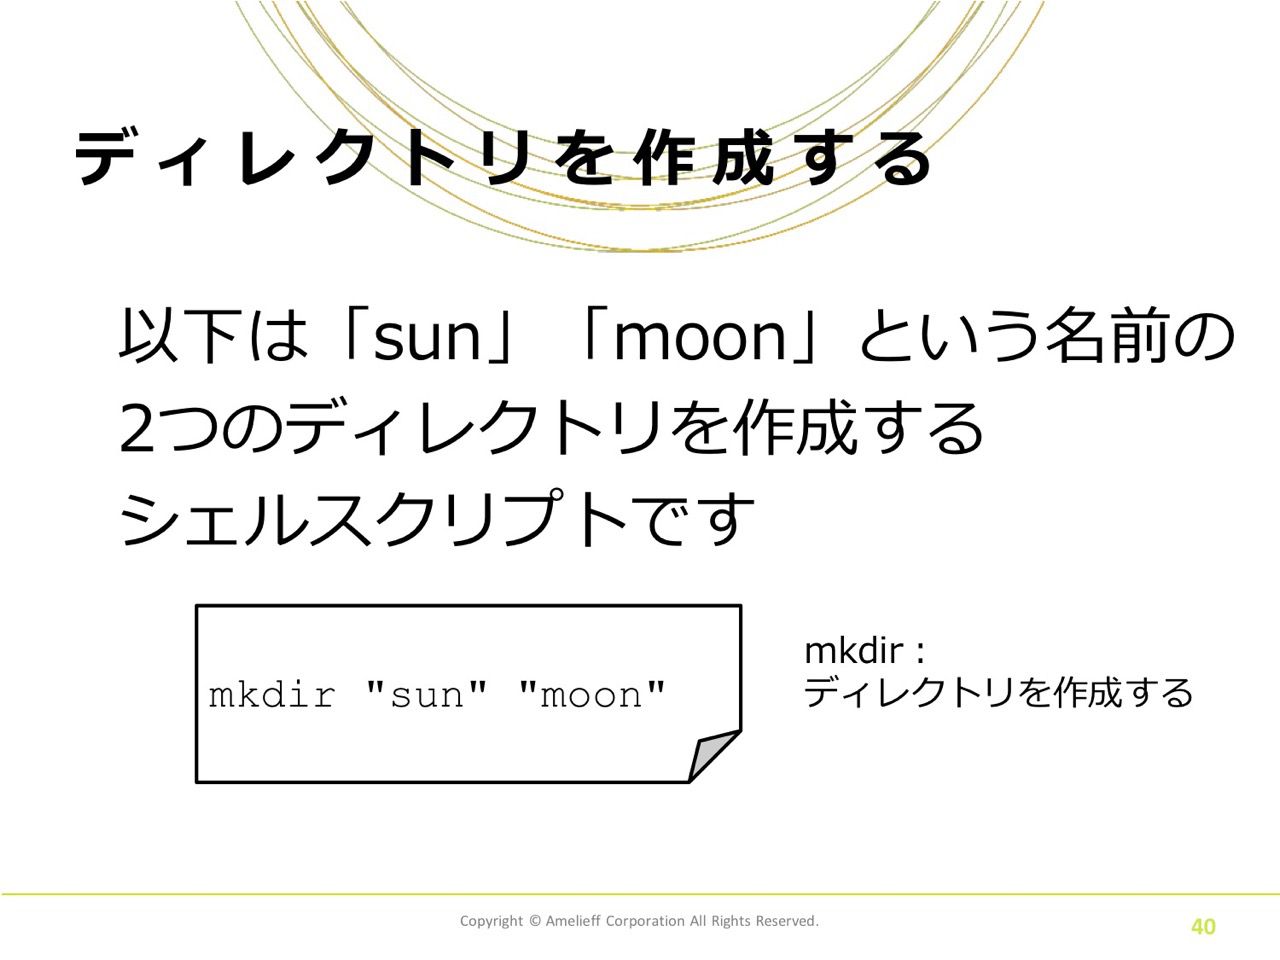 ディレクトリを作成する
以下は「sun」「moon」という名前の
2つのディレクトリを作成する
シェルスクリプトです
mkdir "sun" "moon"
mkdir：
ディレクトリを作成する
Copyright © Amelieff Corporation All Rights Reserved.
40